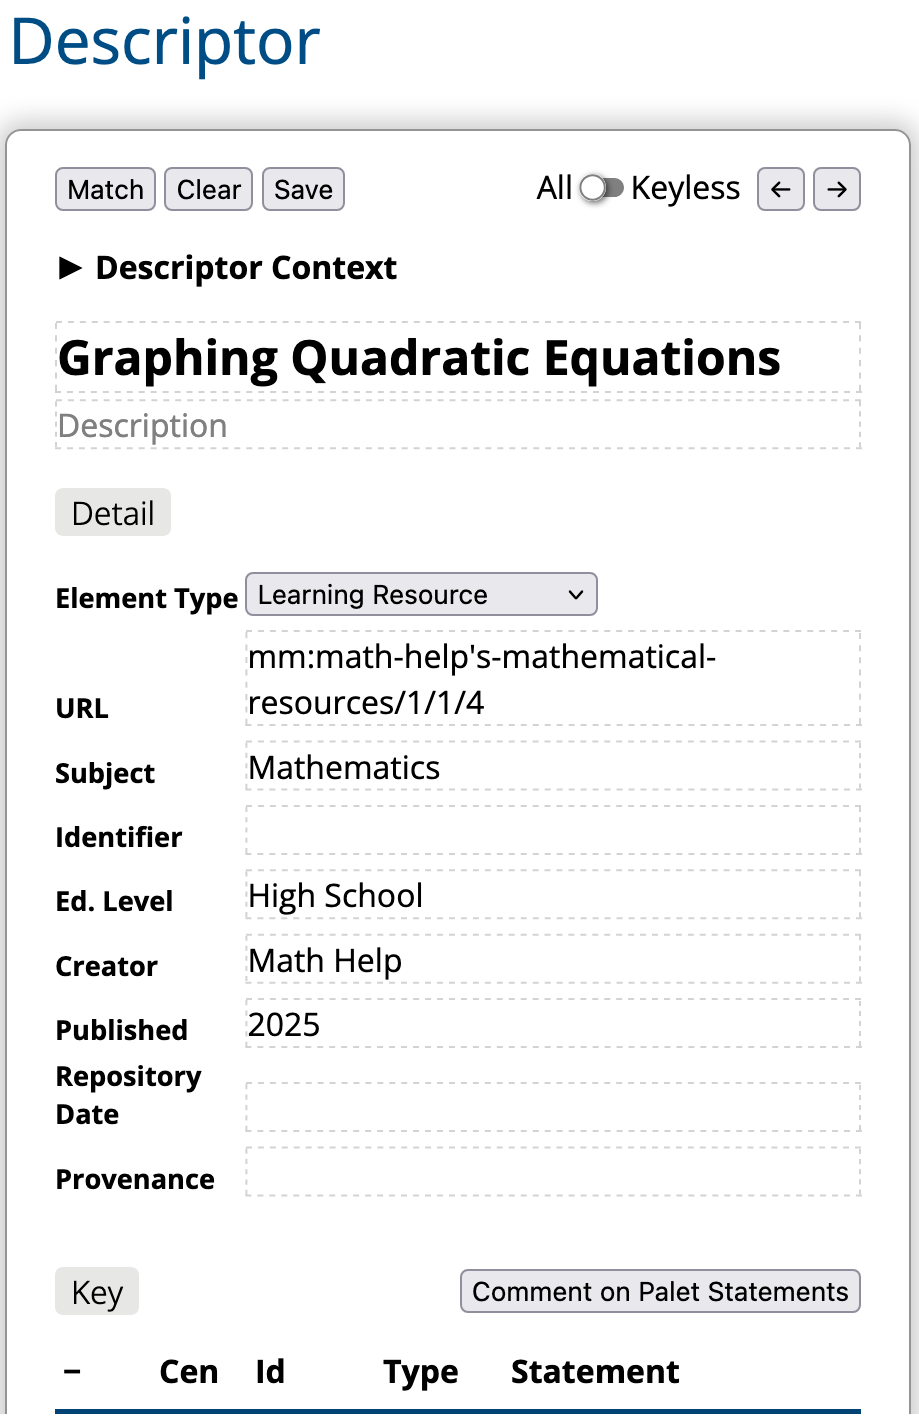 Descriptor
Match Clear Save All Keyless ← →
▶ Descriptor Context
Graphing Quadratic Equations
Description
Detail
Element Type Learning Resource
URL mm:math-help's-mathematical-
resources/1/1/4
Subject Mathematics
Identifier
Ed. Level High School
Creator Math Help
Published 2025
Repository
Date
Provenance
Key Comment on Palet Statements
– Cen Id Type Statement